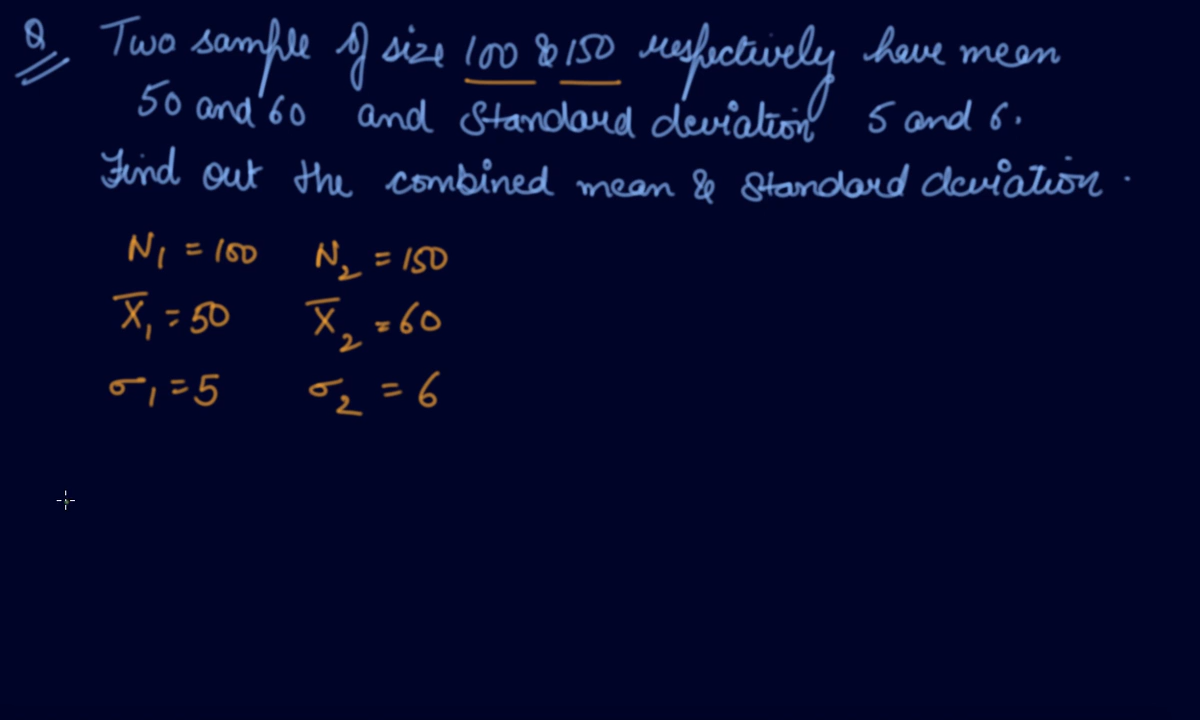 Q Two sample of size 100 & 150 respectively have mean
50 and 60 and standard deviation 5 and 6.
Find out the combined mean & standard deviation.
N₁ = 100 N₂ = 150
X̅₁ = 50 X̅₂ = 60
σ₁ = 5 σ₂ = 6